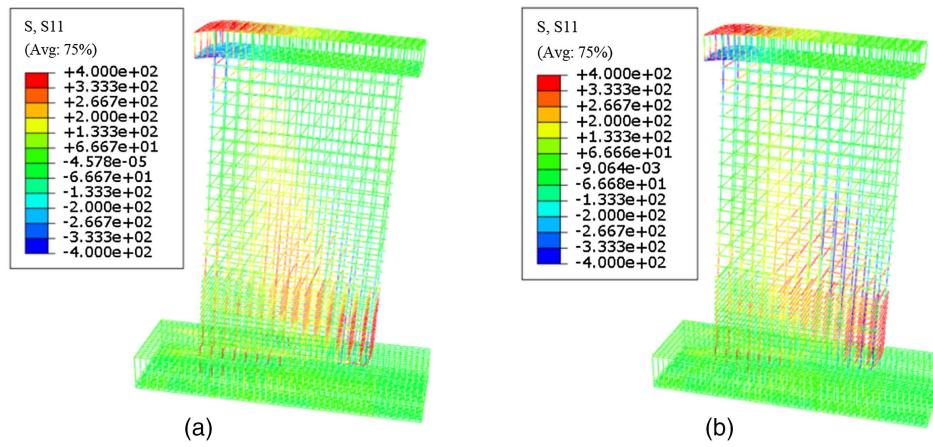 S, S11
(Avg: 75%)
+4.000e+02
+3.333e+02
+2.667e+02
+2.000e+02
+1.333e+02
+6.667e+01
-4.578e-05
-6.667e+01
-1.333e+02
-2.000e+02
-2.667e+02
-3.333e+02
-4.000e+02
(a)
S, S11
(Avg: 75%)
+4.000e+02
+3.333e+02
+2.667e+02
+2.000e+02
+1.333e+02
+6.666e+01
-9.064e-03
-6.668e+01
-1.333e+02
-2.000e+02
-2.667e+02
-3.333e+02
-4.000e+02
(b)